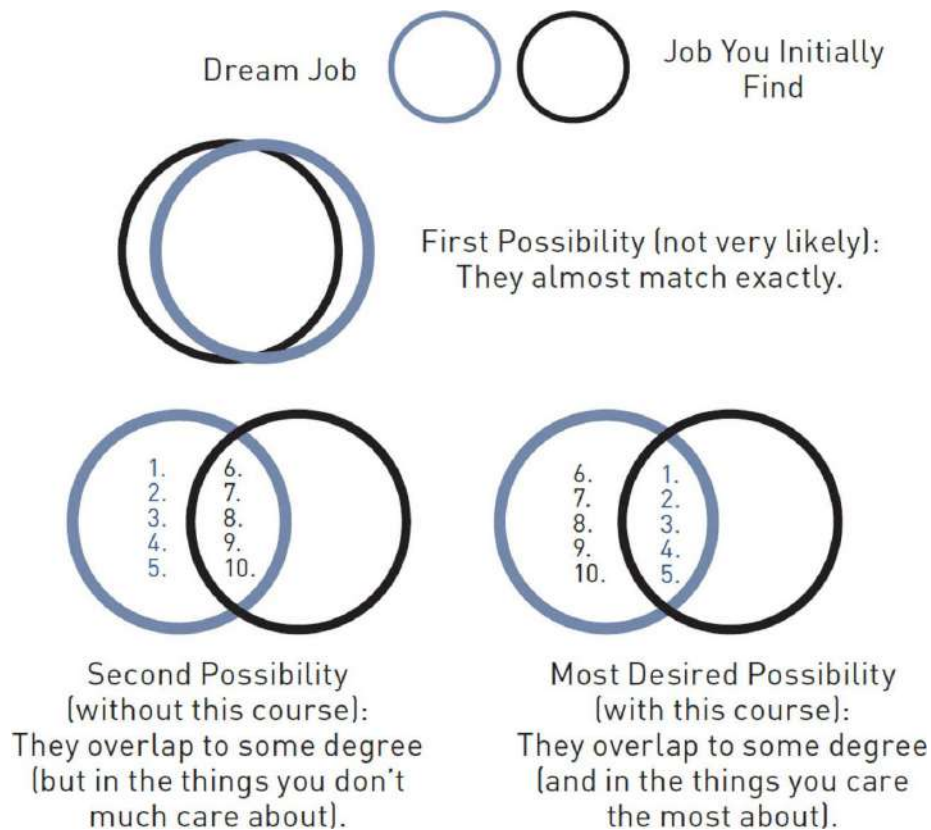 Dream Job
Job You Initially
Find
First Possibility (not very likely):
They almost match exactly.
1.
2.
3.
4.
5.
6.
7.
8.
9.
10.
Second Possibility
(without this course):
They overlap to some degree
(but in the things you don't
much care about).
6.
7.
8.
9.
10.
1.
2.
3.
4.
5.
Most Desired Possibility
(with this course):
They overlap to some degree
(and in the things you care
the most about).